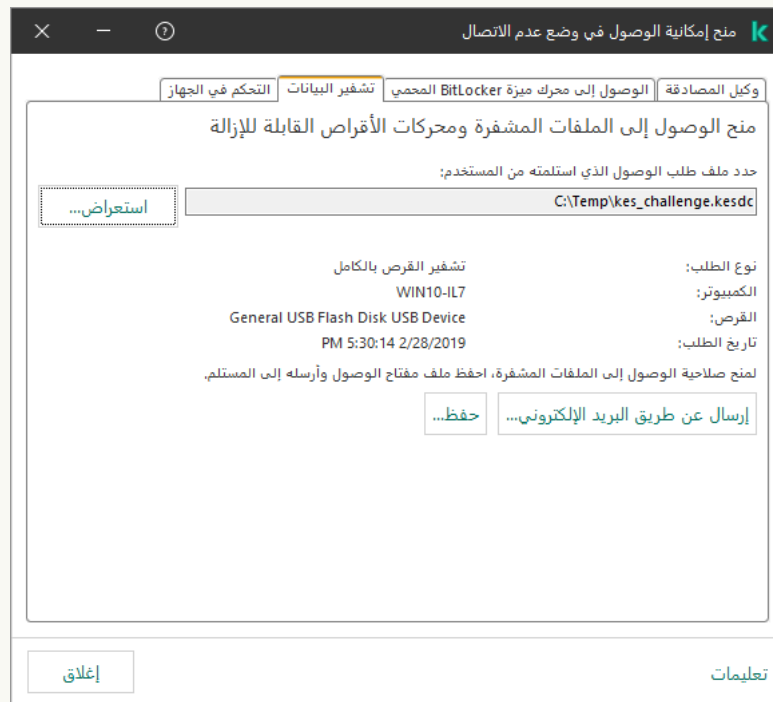 منح إمكانية الوصول في وضع عدم الاتصال
وكيل المصادقة الوصول إلى محرك ميزة BitLocker المحمي تشفير البيانات التحكم في الجهاز
منح الوصول إلى الملفات المشفرة ومحركات الأقراص القابلة للإزالة
حدد ملف طلب الوصول الذي استلمته من المستخدم:
C:\Temp\kes_challenge.kesdc استعراض...
نوع الطلب: تشفير القرص بالكامل
الكمبيوتر: WIN10-IL7
القرص: General USB Flash Disk USB Device
تاريخ الطلب: PM 5:30:14 2/28/2019
لمنح صلاحية الوصول إلى الملفات المشفرة، احفظ ملف مفتاح الوصول وأرسله إلى المستلم.
إرسال عن طريق البريد الإلكتروني... حفظ...
تعليمات إغلاق